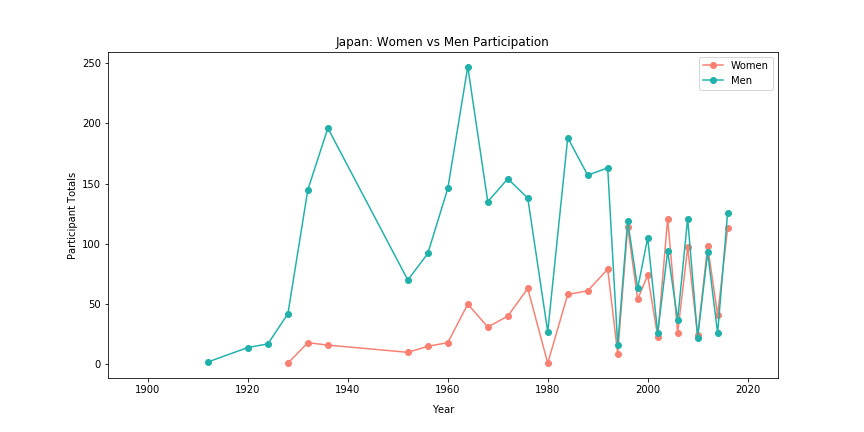 Japan: Women vs Men Participation
Women
Men
250
200
150
100
50
0
Participant Totals
1900 1920 1940 1960 1980 2000 2020
Year